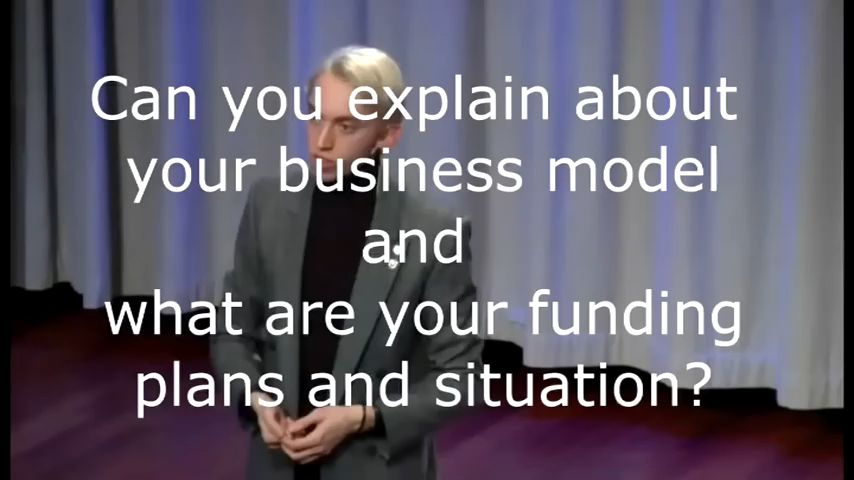 Can you explain about
your business model
and
what are your funding
plans and situation?